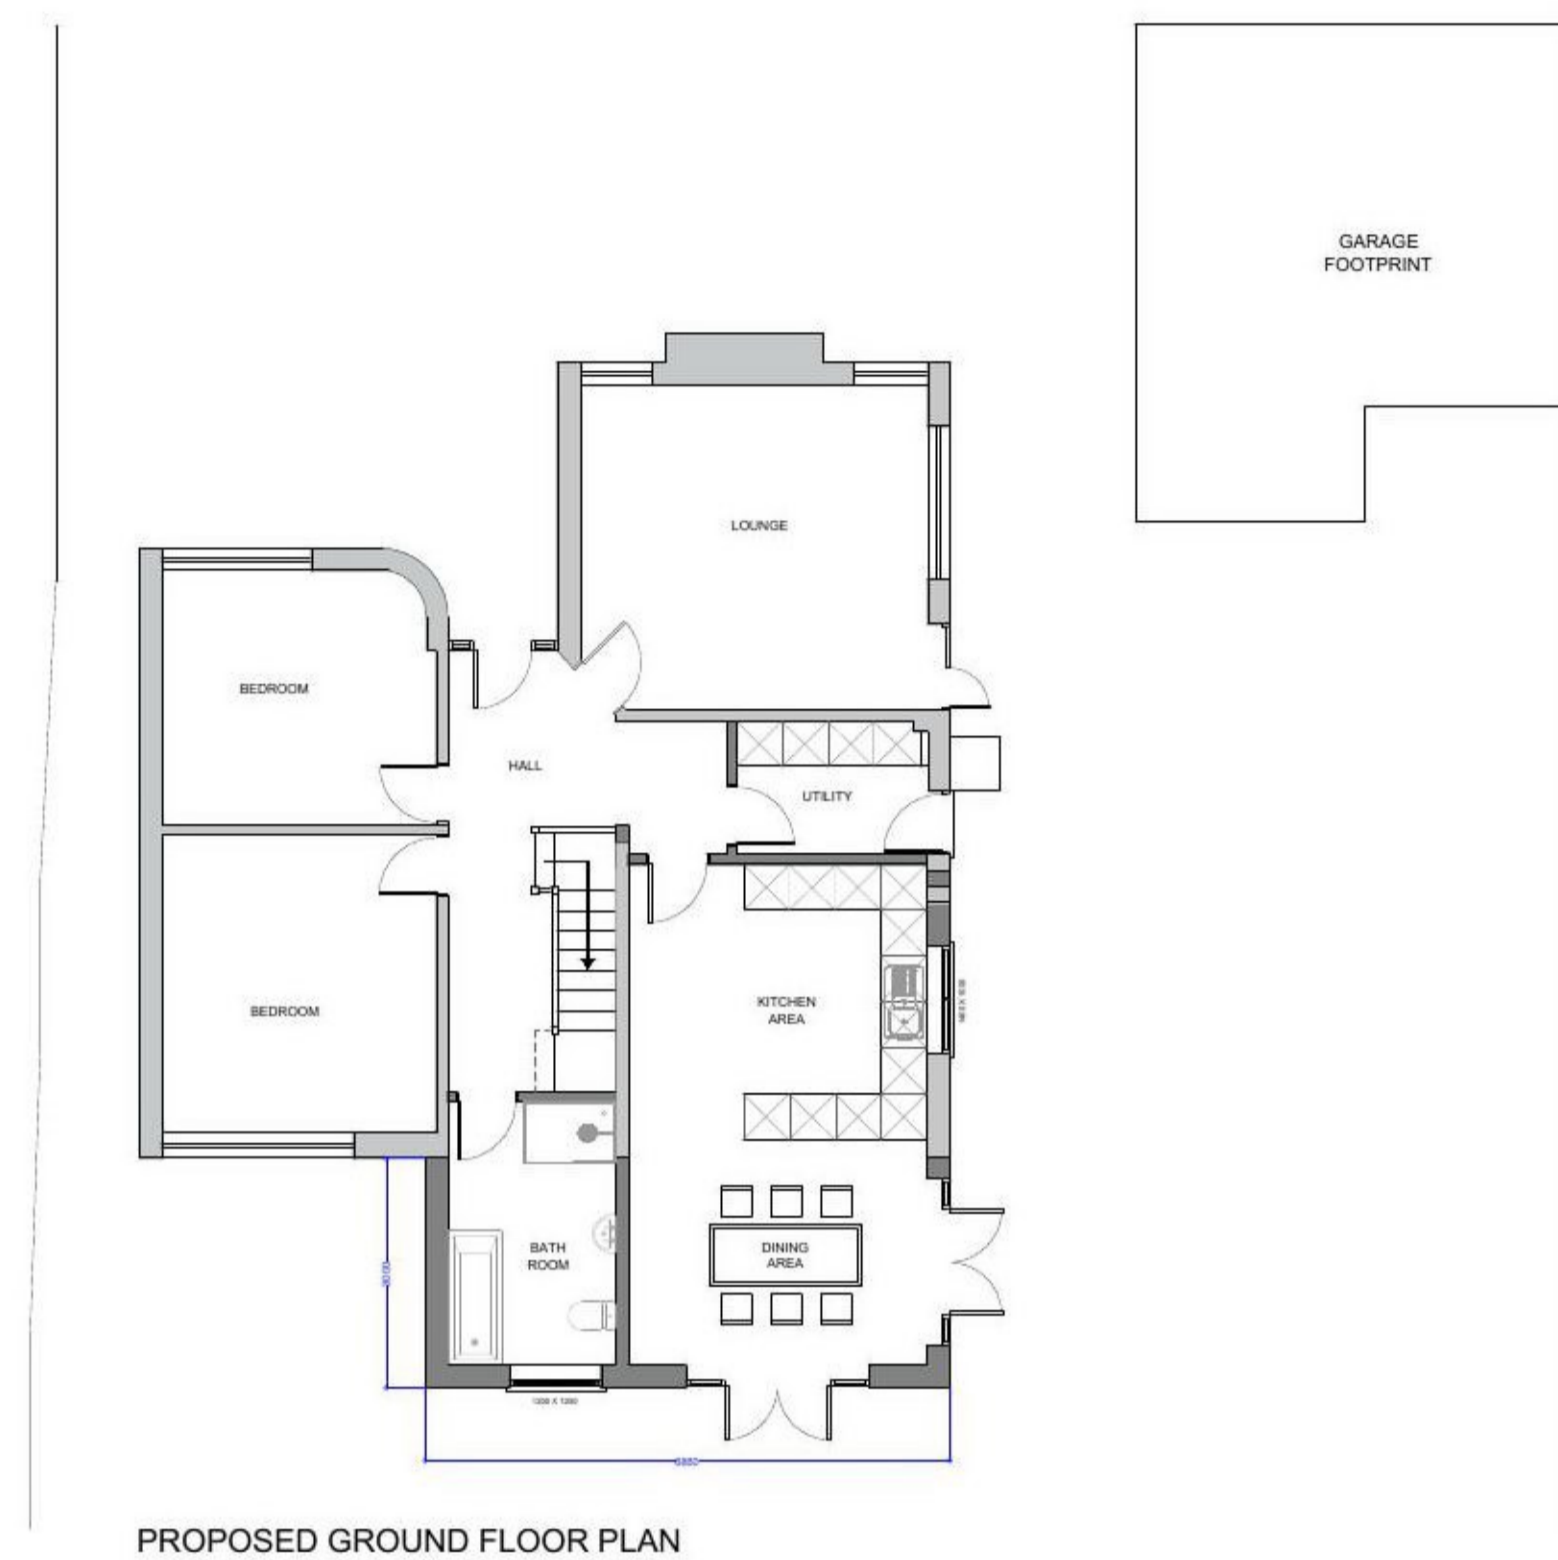 GARAGE
FOOTPRINT
LOUNGE
BEDROOM
HALL
UTILITY
KITCHEN
AREA
BEDROOM
BATH
ROOM
DINING
AREA
PROPOSED GROUND FLOOR PLAN